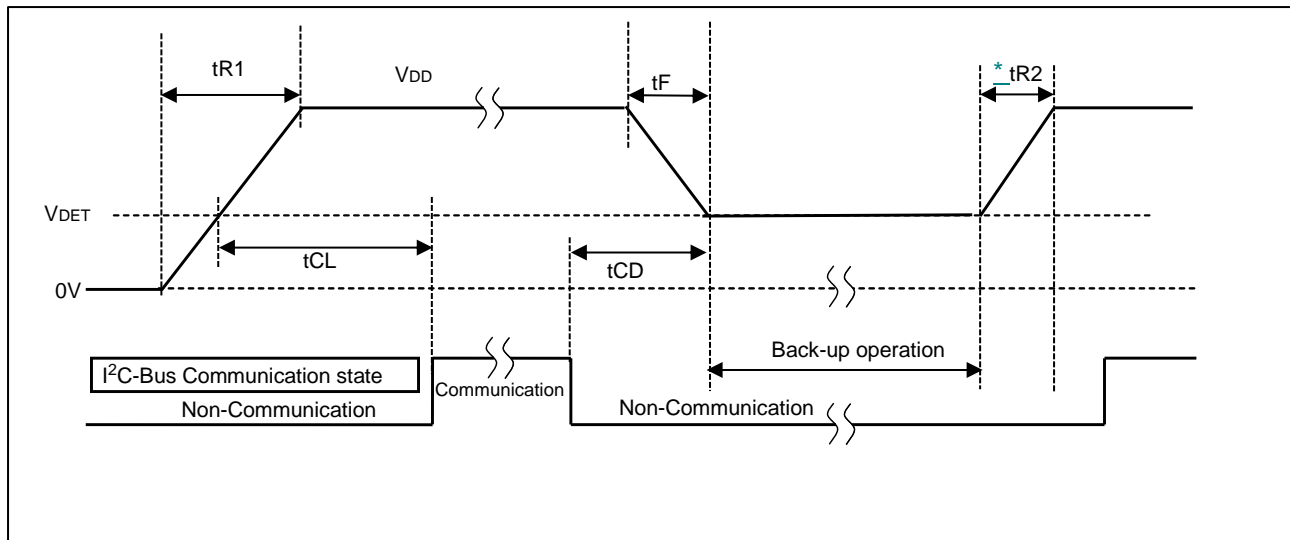 tR1
VDD
tF
* tR2
VDET
tCL
tCD
0V
Back-up operation
I²C-Bus Communication state
Communication
Non-Communication
Non-Communication